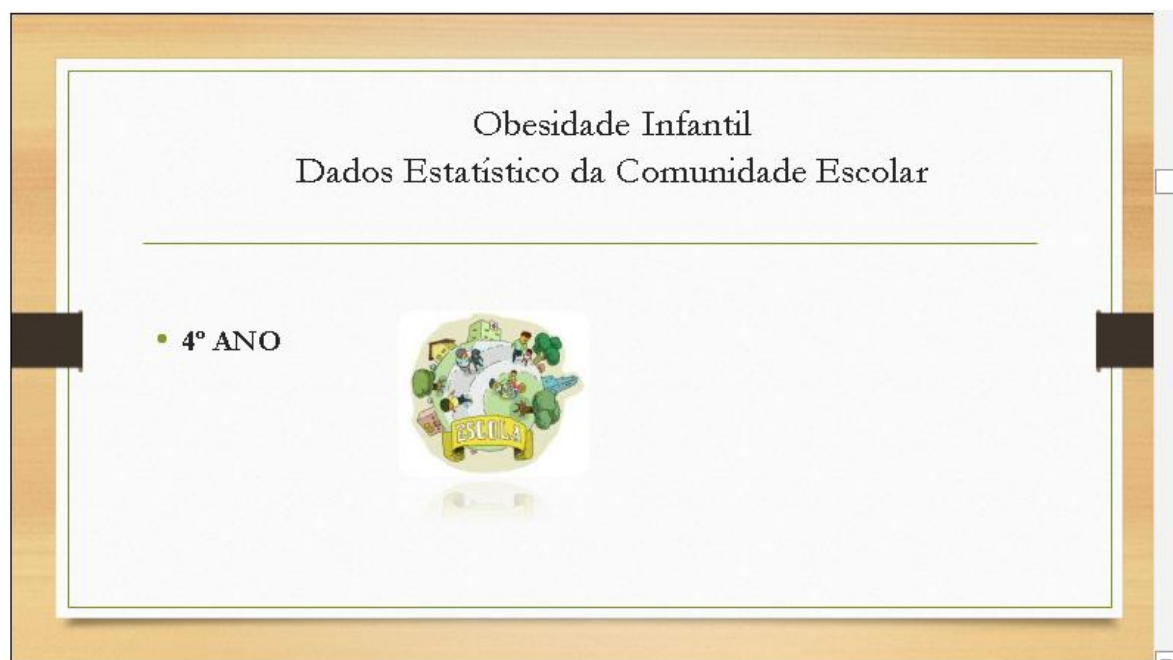 Obesidade Infantil
Dados Estatístico da Comunidade Escolar
• 4º ANO
ESCOLA